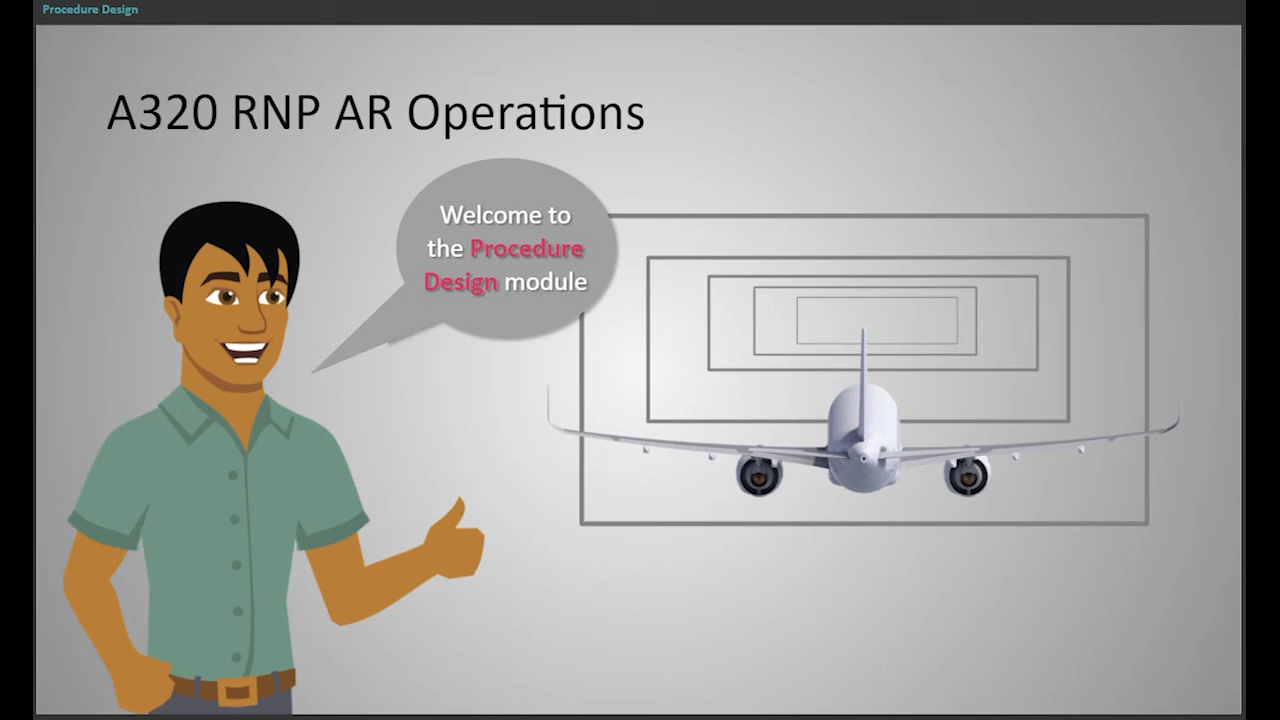 Procedure Design
A320 RNP AR Operations
Welcome to
the Procedure
Design module